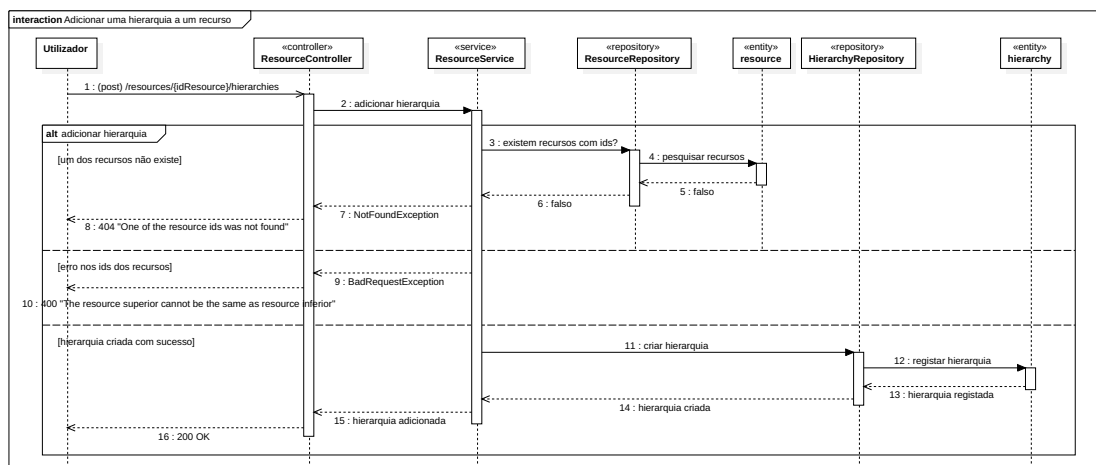 interaction Adicionar uma hierarquia a um recurso
Utilizador
«controller»
ResourceController
«service»
ResourceService
«repository»
ResourceRepository
«entity»
resource
«repository»
HierarchyRepository
«entity»
hierarchy
1 : (post) /resources/{idResource}/hierarchies
2 : adicionar hierarquia
alt adicionar hierarquia
3 : existem recursos com ids?
[um dos recursos não existe]
4 : pesquisar recursos
5 : falso
6 : falso
7 : NotFoundException
8 : 404 "One of the resource ids was not found"
[erro nos ids dos recursos]
9 : BadRequestException
10 : 400 "The resource superior cannot be the same as resource inferior"
[hierarquia criada com sucesso]
11 : criar hierarquia
12 : registar hierarquia
13 : hierarquia registada
14 : hierarquia criada
15 : hierarquia adicionada
16 : 200 OK